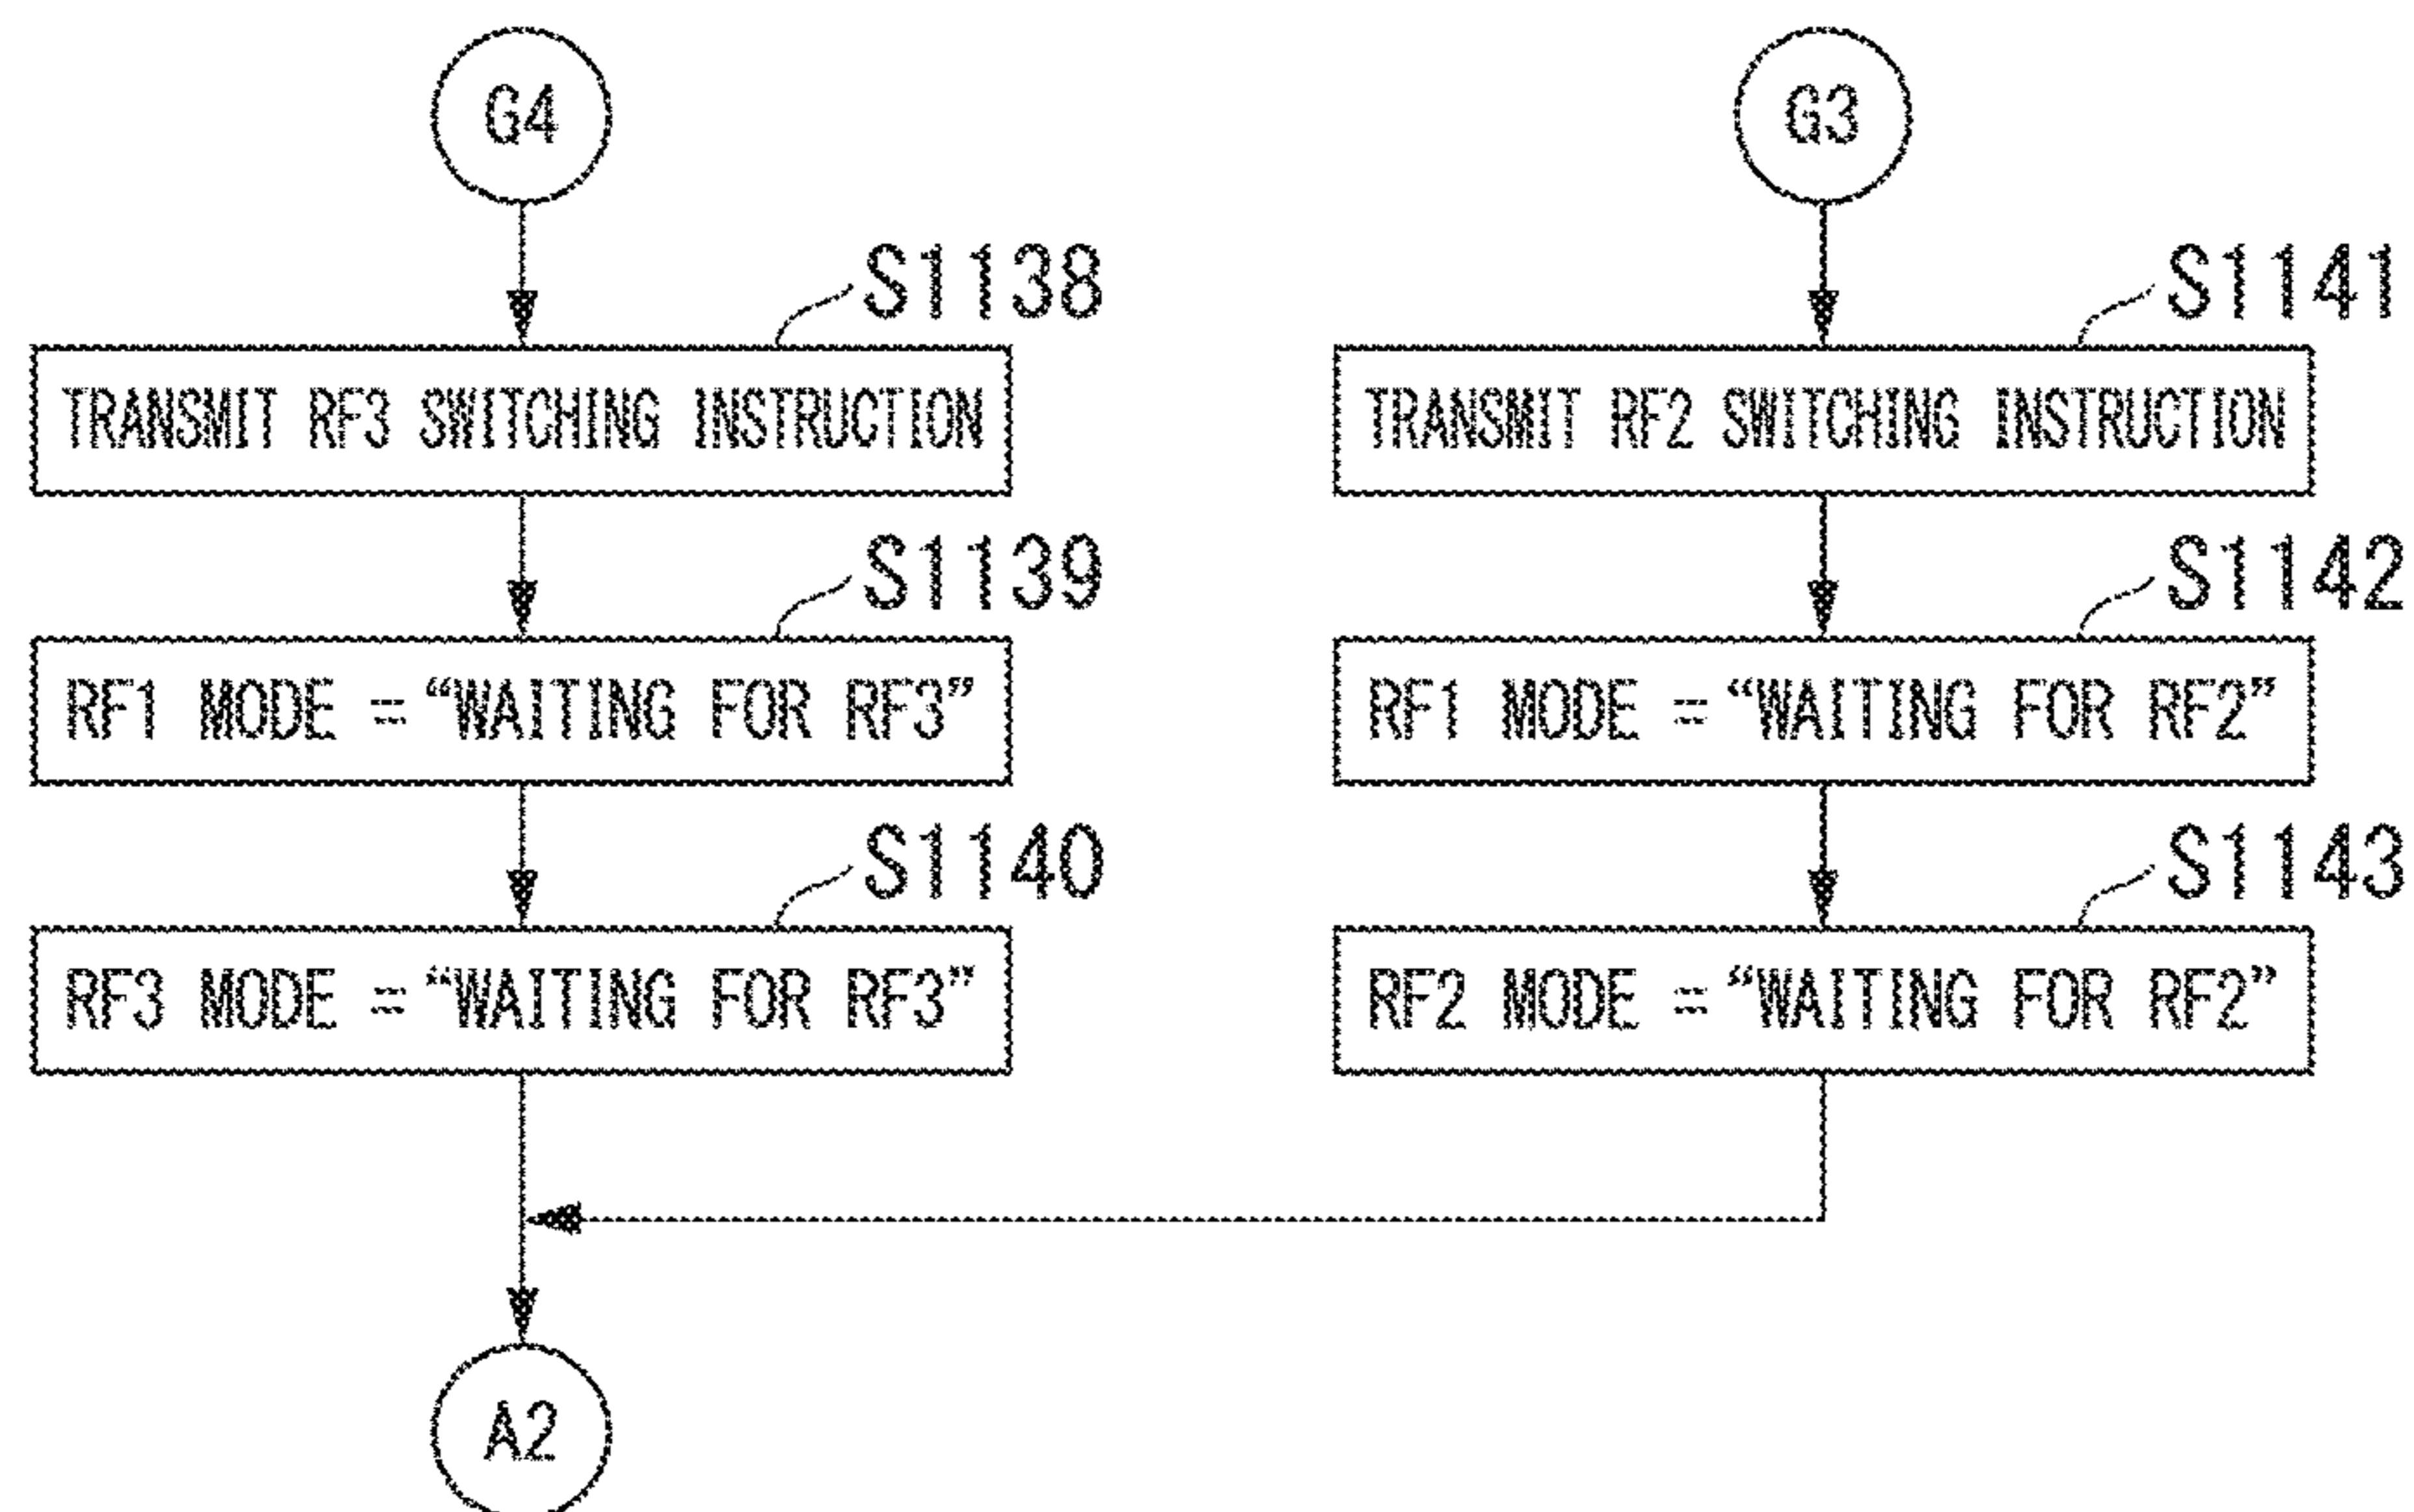 G4
S1138
TRANSMIT RF3 SWITCHING INSTRUCTION
S1139
RF1 MODE = “WAITING FOR RF3”
S1140
RF3 MODE = “WAITING FOR RF3”
A2
G3
S1141
TRANSMIT RF2 SWITCHING INSTRUCTION
S1142
RF1 MODE = “WAITING FOR RF2”
S1143
RF2 MODE = “WAITING FOR RF2”